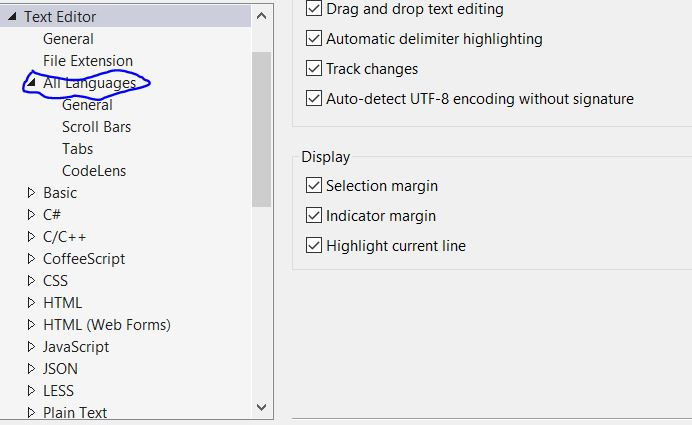 Text Editor
General
File Extension
All Languages
General
Scroll Bars
Tabs
CodeLens
Basic
C#
C/C++
CoffeeScript
CSS
HTML
HTML (Web Forms)
JavaScript
JSON
LESS
Plain Text
Drag and drop text editing
Automatic delimiter highlighting
Track changes
Auto-detect UTF-8 encoding without signature
Display
Selection margin
Indicator margin
Highlight current line